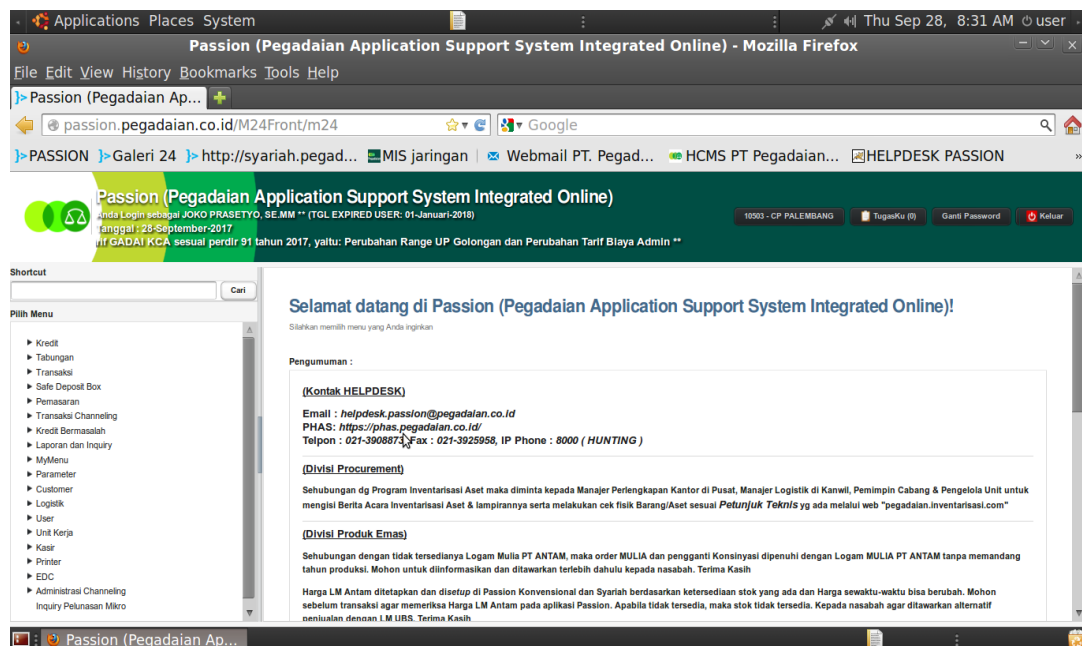 Applications Places System
Thu Sep 28, 8:31 AM user
Passion (Pegadaian Application Support System Integrated Online) - Mozilla Firefox
File Edit View History Bookmarks Tools Help
Passion (Pegadaian Ap...
passion.pegadaian.co.id/M24Front/m24
Google
PASSION Galeri 24 http://syariah.pegad... MIS jaringan Webmail PT. Pegad... HCMS PT Pegadaian... HELPDESK PASSION »
Passion (Pegadaian Application Support System Integrated Online)
Anda Login sebagai JOKO PRASETYO, SE.MM ** (TGL EXPIRED USER: 01-Januari-2018)
Tanggal : 28-September-2017
rif GADAI KCA sesuai perdir 91 tahun 2017, yaitu: Perubahan Range UP Golongan dan Perubahan Tarif Biaya Admin **
10503 - CP PALEMBANG
TugasKu (0)
Ganti Password
Keluar
Shortcut
Cari
Pilih Menu
Kredit
Tabungan
Transaksi
Safe Deposit Box
Pemasaran
Transaksi Channeling
Kredit Bermasalah
Laporan dan Inquiry
MyMenu
Parameter
Customer
Logistik
User
Unit Kerja
Kasir
Printer
EDC
Administrasi Channeling
Inquiry Pelunasan Mikro
Selamat datang di Passion (Pegadaian Application Support System Integrated Online)!
Silahkan memilih menu yang Anda inginkan
Pengumuman :
(Kontak HELPDESK)
Email : helpdesk.passion@pegadaian.co.id
PHAS: https://phas.pegadaian.co.id/
Telpon : 021-3908873, Fax : 021-3925958, IP Phone : 8000 ( HUNTING )
(Divisi Procurement)
Sehubungan dg Program Inventarisasi Aset maka diminta kepada Manajer Perlengkapan Kantor di Pusat, Manajer Logistik di Kanwil, Pemimpin Cabang & Pengelola Unit untuk
mengisi Berita Acara Inventarisasi Aset & lampirannya serta melakukan cek fisik Barang/Aset sesuai Petunjuk Teknis yg ada melalui web "pegadaian.inventarisasi.com"
(Divisi Produk Emas)
Sehubungan dengan tidak tersedianya Logam Mulia PT ANTAM, maka order MULIA dan pengganti Konsinyasi dipenuhi dengan Logam MULIA PT ANTAM tanpa memandang
tahun produksi. Mohon untuk diinformasikan dan ditawarkan terlebih dahulu kepada nasabah. Terima Kasih
Harga LM Antam ditetapkan dan disetup di Passion Konvensional dan Syariah berdasarkan ketersediaan stok yang ada dan Harga sewaktu-waktu bisa berubah. Mohon
sebelum transaksi agar memeriksa Harga LM Antam pada aplikasi Passion. Apabila tidak tersedia, maka stok tidak tersedia. Kepada nasabah agar ditawarkan alternatif
penjualan dengan LM UBS. Terima Kasih
Passion (Pegadaian Ap...